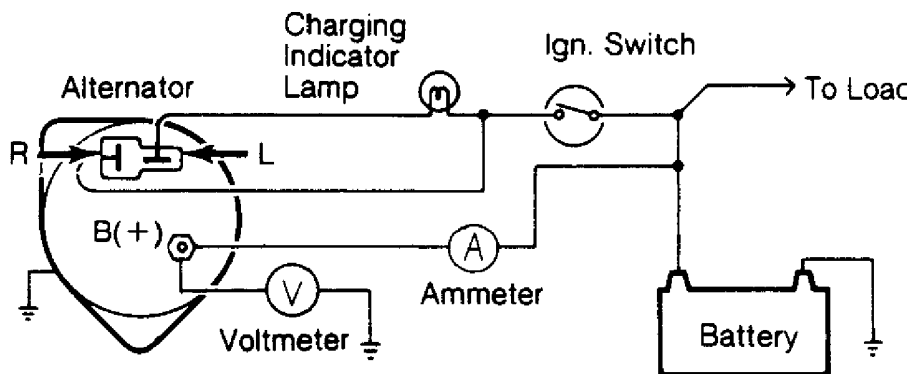 Charging
Indicator
Lamp
Ign. Switch
Alternator
To Load
R
L
B(+)
A
Ammeter
V
Voltmeter
Battery